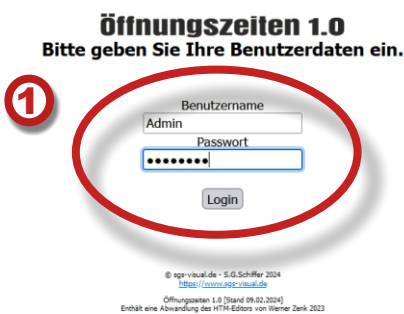 Öffnungszeiten 1.0
Bitte geben Sie Ihre Benutzerdaten ein.
1
Benutzername
Admin
Passwort
••••••••
Login
© sgs-visual.de - S.G.Schiffer 2024
https://www.sgs-visual.de
Öffnungszeiten 1.0 [Stand 09.02.2024]
Enthält eine Abwandlung des HTM-Editors von Werner Zenk 2023